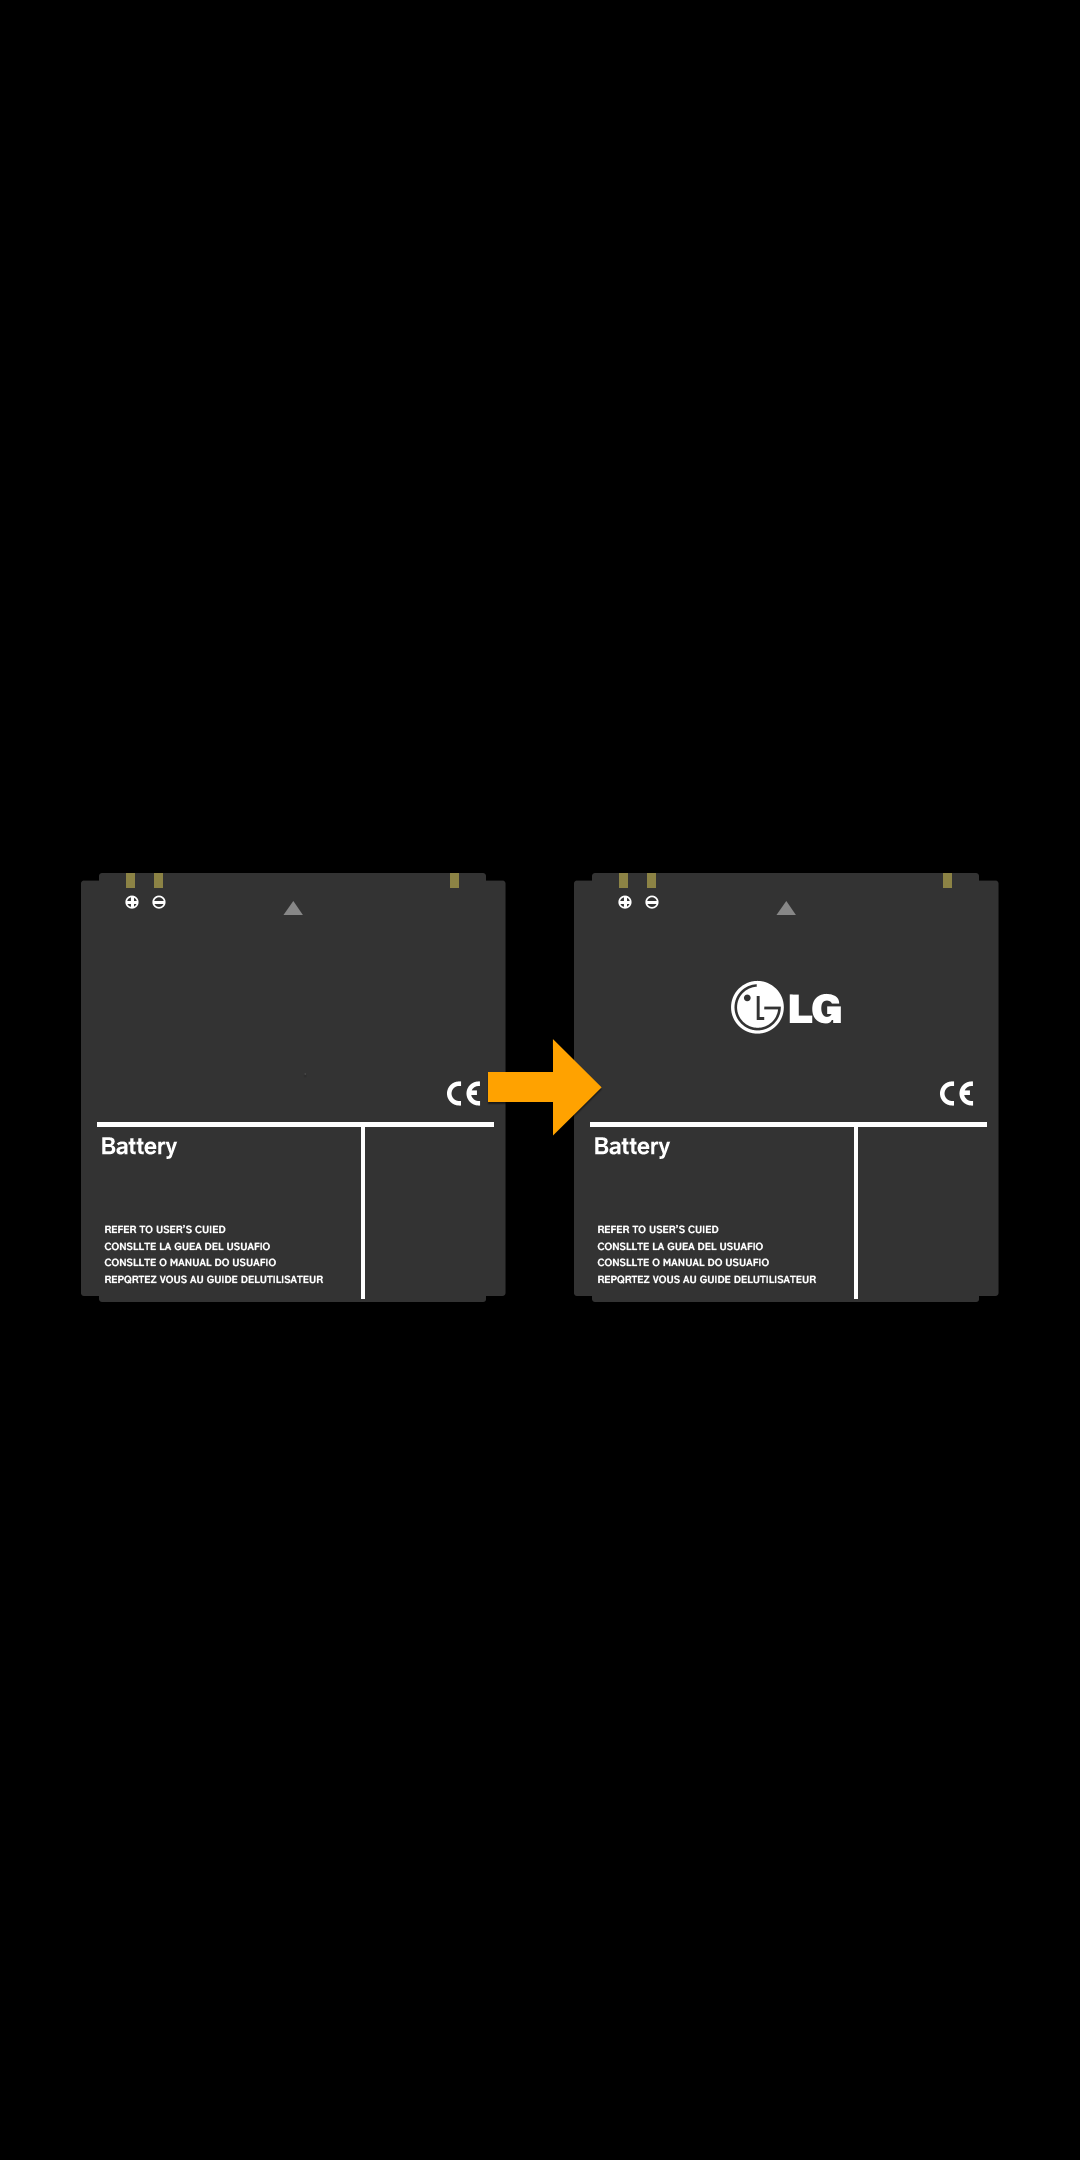 CE
Battery
REFER TO USER'S CUIED
CONSLLTE LA GUEA DEL USUAFIO
CONSLLTE O MANUAL DO USUAFIO
REPQRTEZ VOUS AU GUIDE DELUTILISATEUR
LG
CE
Battery
REFER TO USER'S CUIED
CONSLLTE LA GUEA DEL USUAFIO
CONSLLTE O MANUAL DO USUAFIO
REPQRTEZ VOUS AU GUIDE DELUTILISATEUR